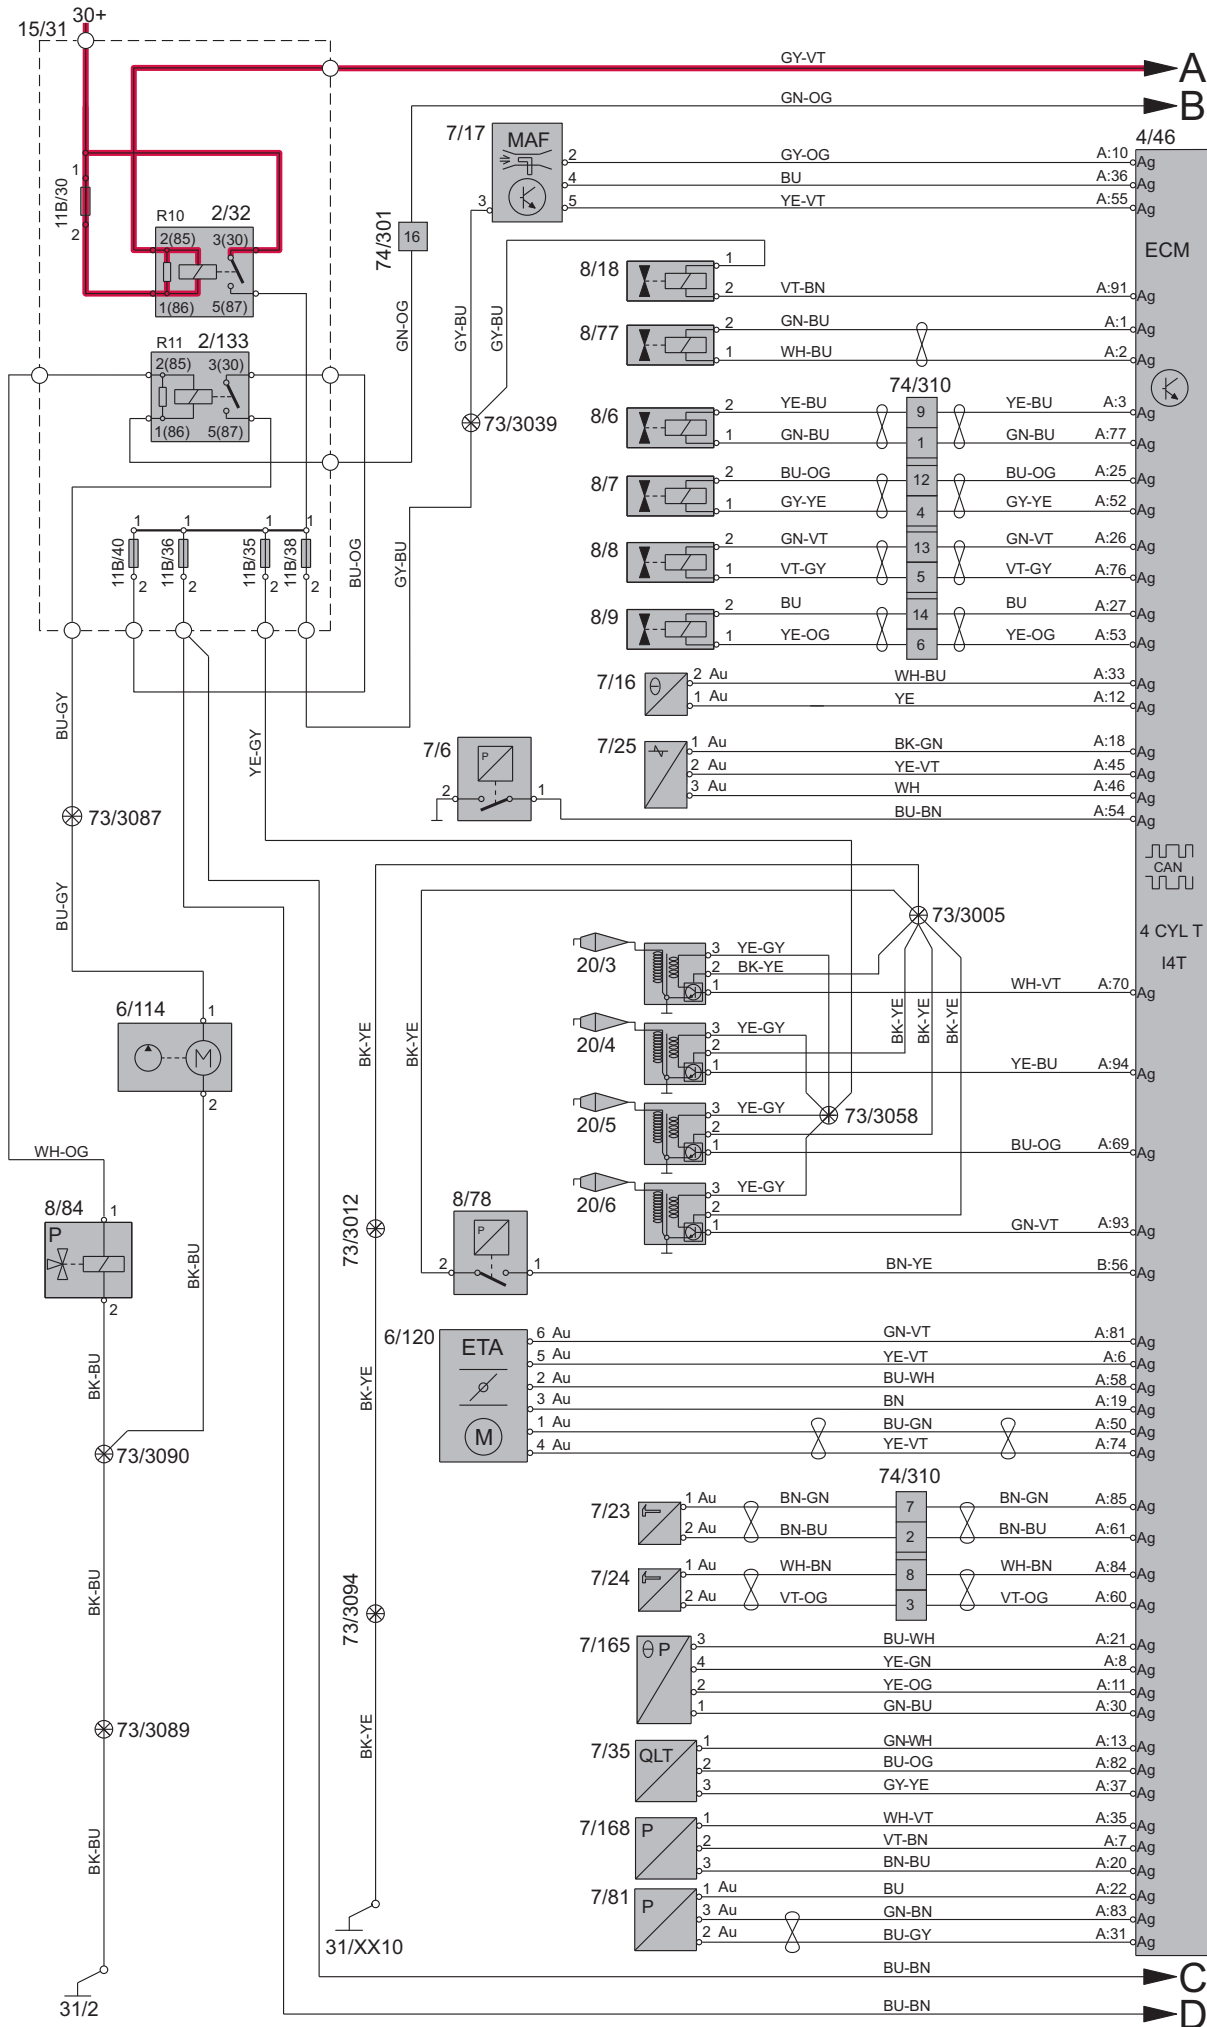 30+
15/31
GY-VT
A
GN-OG
B
7/17
MAF
4/46
2
GY-OG
A:10
Ag
4
BU
A:36
Ag
3
5
YE-VT
A:55
Ag
ECM
1
11B/30
2
R10
2/32
2(85)
3(30)
1(86)
5(87)
74/301
16
GN-OG
GY-BU
GY-BU
8/18
1
2
VT-BN
A:91
Ag
8/77
2
GN-BU
A:1
Ag
1
WH-BU
A:2
Ag
R11
2/133
2(85)
3(30)
1(86)
5(87)
73/3039
74/310
8/6
2
YE-BU
9
YE-BU
A:3
Ag
1
GN-BU
1
GN-BU
A:77
Ag
8/7
2
BU-OG
12
BU-OG
A:25
Ag
1
GY-YE
4
GY-YE
A:52
Ag
8/8
2
GN-VT
13
GN-VT
A:26
Ag
1
VT-GY
5
VT-GY
A:76
Ag
8/9
2
BU
14
BU
A:27
Ag
1
YE-OG
6
YE-OG
A:53
Ag
1
1
1
1
11B/40
11B/36
11B/35
11B/38
2
2
2
2
BU-OG
GY-BU
7/16
2 Au
WH-BU
A:33
Ag
1 Au
YE
A:12
Ag
BU-GY
YE-GY
7/6
P
2
1
7/25
1 Au
BK-GN
A:18
Ag
2 Au
YE-VT
A:45
Ag
3 Au
WH
A:46
Ag
BU-BN
A:54
Ag
73/3087
CAN
BU-GY
73/3005
4 CYL T
I4T
20/3
3
YE-GY
2
BK-YE
1
WH-VT
A:70
Ag
6/114
1
M
2
BK-YE
BK-YE
BK-YE
BK-YE
BK-YE
20/4
3
YE-GY
2
1
YE-BU
A:94
Ag
20/5
3
YE-GY
2
1
BU-OG
A:69
Ag
73/3058
20/6
3
YE-GY
2
1
GN-VT
A:93
Ag
WH-OG
8/84
1
P
2
BK-BU
73/3012
8/78
P
2
1
BN-YE
B:56
Ag
6/120
ETA
M
6 Au
GN-VT
A:81
Ag
5 Au
YE-VT
A:6
Ag
2 Au
BU-WH
A:58
Ag
3 Au
BN
A:19
Ag
1 Au
BU-GN
A:50
Ag
4 Au
YE-VT
A:74
Ag
BK-BU
BK-YE
73/3090
74/310
7/23
1 Au
BN-GN
7
BN-GN
A:85
Ag
2 Au
BN-BU
2
BN-BU
A:61
Ag
7/24
1 Au
WH-BN
8
WH-BN
A:84
Ag
2 Au
VT-OG
3
VT-OG
A:60
Ag
BK-BU
73/3094
7/165
θ P
3
BU-WH
A:21
Ag
4
YE-GN
A:8
Ag
2
YE-OG
A:11
Ag
1
GN-BU
A:30
Ag
73/3089
BK-YE
7/35
QLT
1
GN-WH
A:13
Ag
2
BU-OG
A:82
Ag
3
GY-YE
A:37
Ag
7/168
P
1
WH-VT
A:35
Ag
2
VT-BN
A:7
Ag
3
BN-BU
A:20
Ag
BK-BU
7/81
P
1 Au
BU
A:22
Ag
3 Au
GN-BN
A:83
Ag
2 Au
BU-GY
A:31
Ag
31/XX10
BU-BN
C
31/2
BU-BN
D